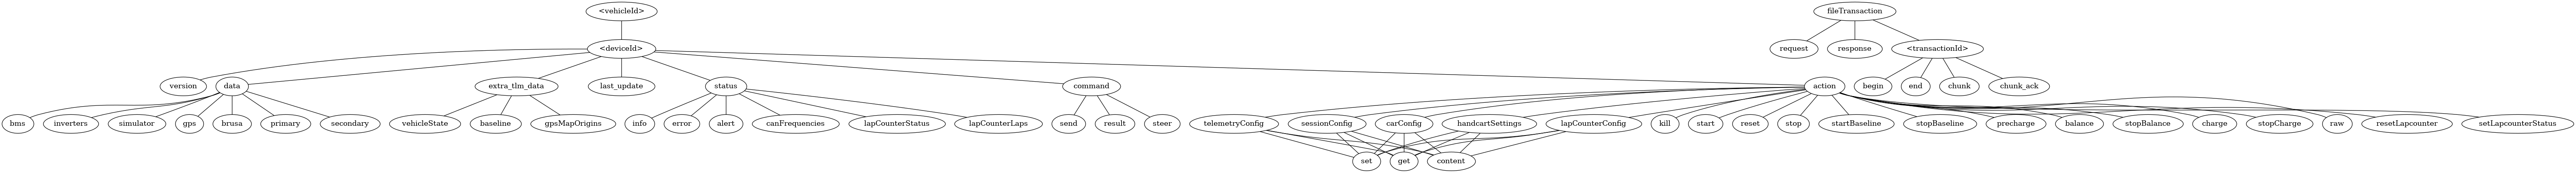 <vehicleId> fileTransaction
<deviceId> request response <transactionId>
version data extra_tlm_data last_update status command action begin end chunk chunk_ack
bms inverters simulator gps brusa primary secondary vehicleState baseline gpsMapOrigins info error alert canFrequencies lapCounterStatus lapCounterLaps send result steer telemetryConfig sessionConfig carConfig handcartSettings lapCounterConfig kill start reset stop startBaseline stopBaseline precharge balance stopBalance charge stopCharge raw resetLapcounter setLapcounterStatus
set get content